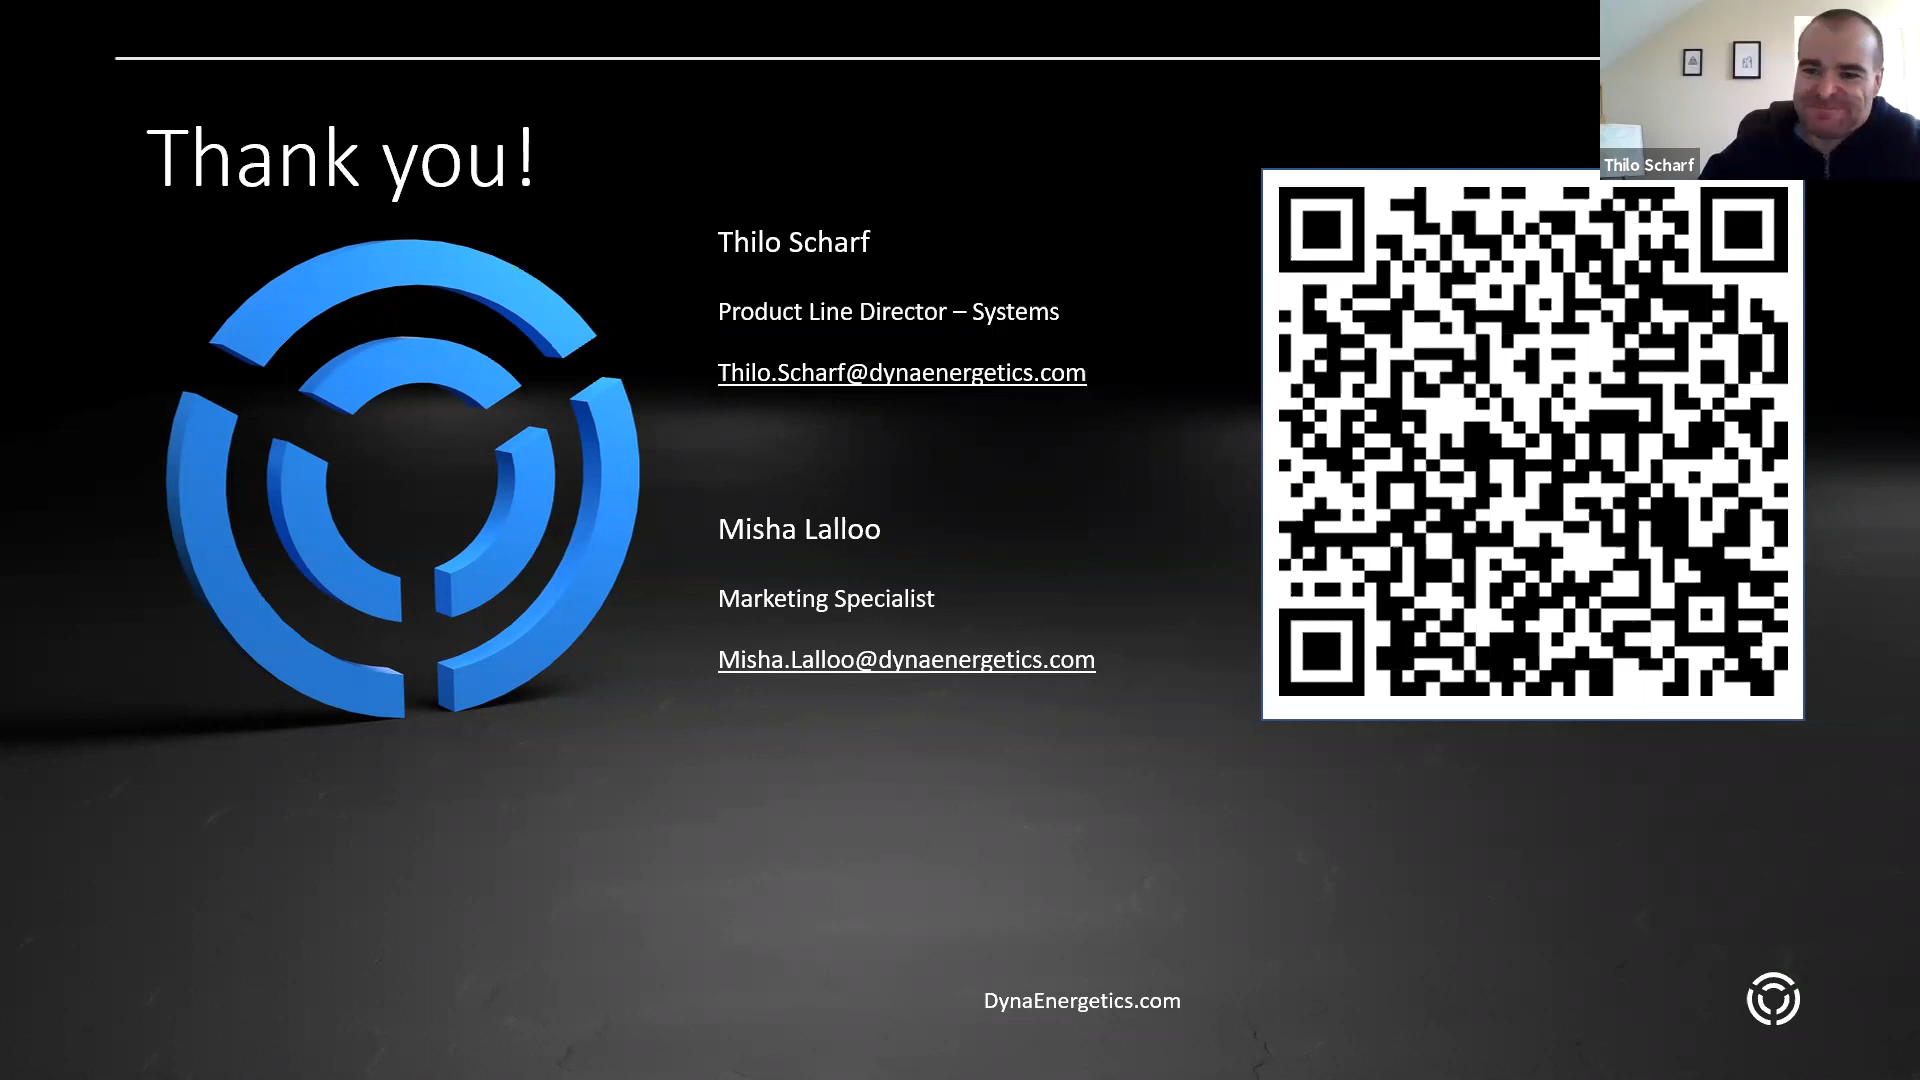 Thank you!
Thilo Scharf
Thilo Scharf
Product Line Director – Systems
Thilo.Scharf@dynaenergetics.com
Misha Lalloo
Marketing Specialist
Misha.Lalloo@dynaenergetics.com
DynaEnergetics.com